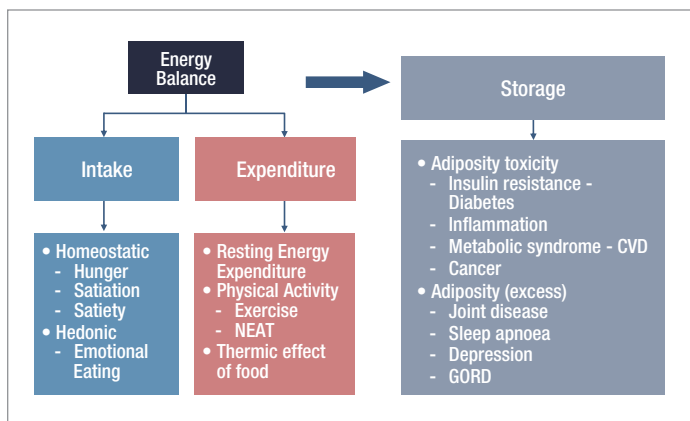 Energy
Balance
Storage
Intake
Expenditure
• Homeostatic
- Hunger
- Satiation
- Satiety
• Hedonic
- Emotional
Eating
• Resting Energy
Expenditure
• Physical Activity
- Exercise
- NEAT
• Thermic effect
of food
• Adiposity toxicity
- Insulin resistance -
Diabetes
- Inflammation
- Metabolic syndrome - CVD
- Cancer
• Adiposity (excess)
- Joint disease
- Sleep apnoea
- Depression
- GORD